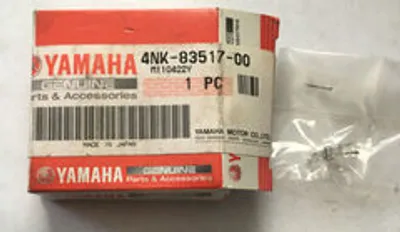 YAMAHA
GENUINE
Parts & Accessories
MADE IN JAPAN
4NK-83517-00
M110422Y
1 PC
YAMAHA MOTOR CO.,LTD.
YAMAHA
GENUINE
Parts & Accessories